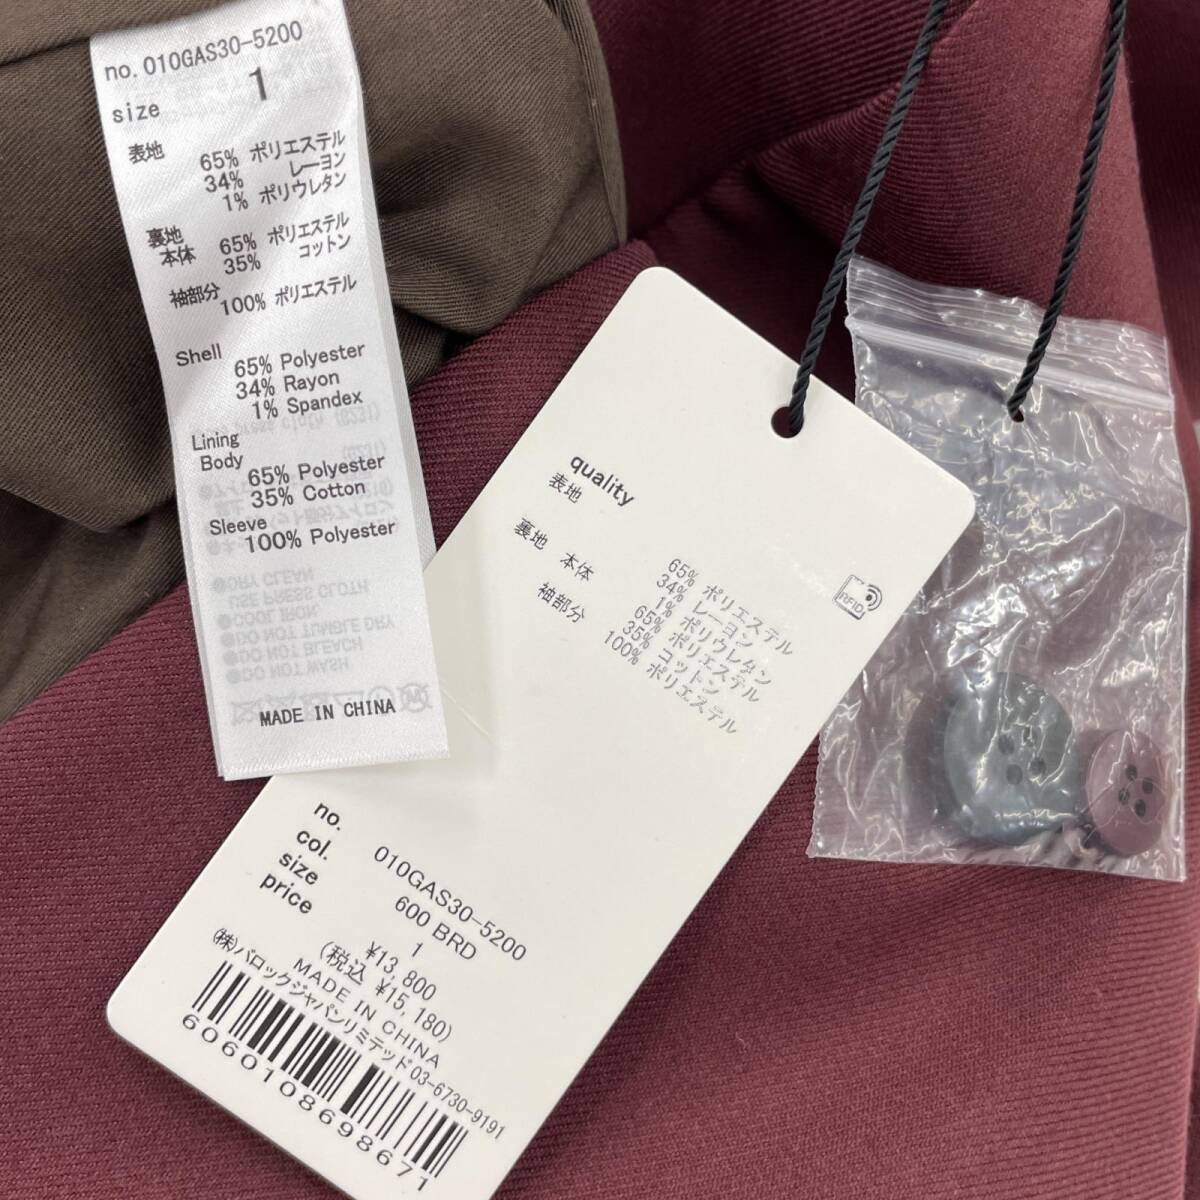 no.010GAS30-5200
size 1
表地
65% ポリエステル
34% レーヨン
1% ポリウレタン
裏地
本体 65% ポリエステル
35% コットン
袖部分 100% ポリエステル
Shell
65% Polyester
34% Rayon
1% Spandex
Lining
Body
65% Polyester
35% Cotton
Sleeve
100% Polyester
●DRY CLEAN
USE PRESS CLOTH
●COOL IRON
●DO NOT TUMBLE DRY
●DO NOT BLEACH
●DO NOT WASH
MADE IN CHINA
quality
表地
65% ポリエステル
34% レーヨン
1% ポリウレタン
裏地 本体
65% ポリエステル
35% コットン
袖部分
100% ポリエステル
RFID
no. 010GAS30-5200
col. 600 BRD
size 1
price ¥13,800
(税込 ¥15,180)
MADE IN CHINA
(株)バロックジャパンリミテッド 03-6730-9191
6060108698671